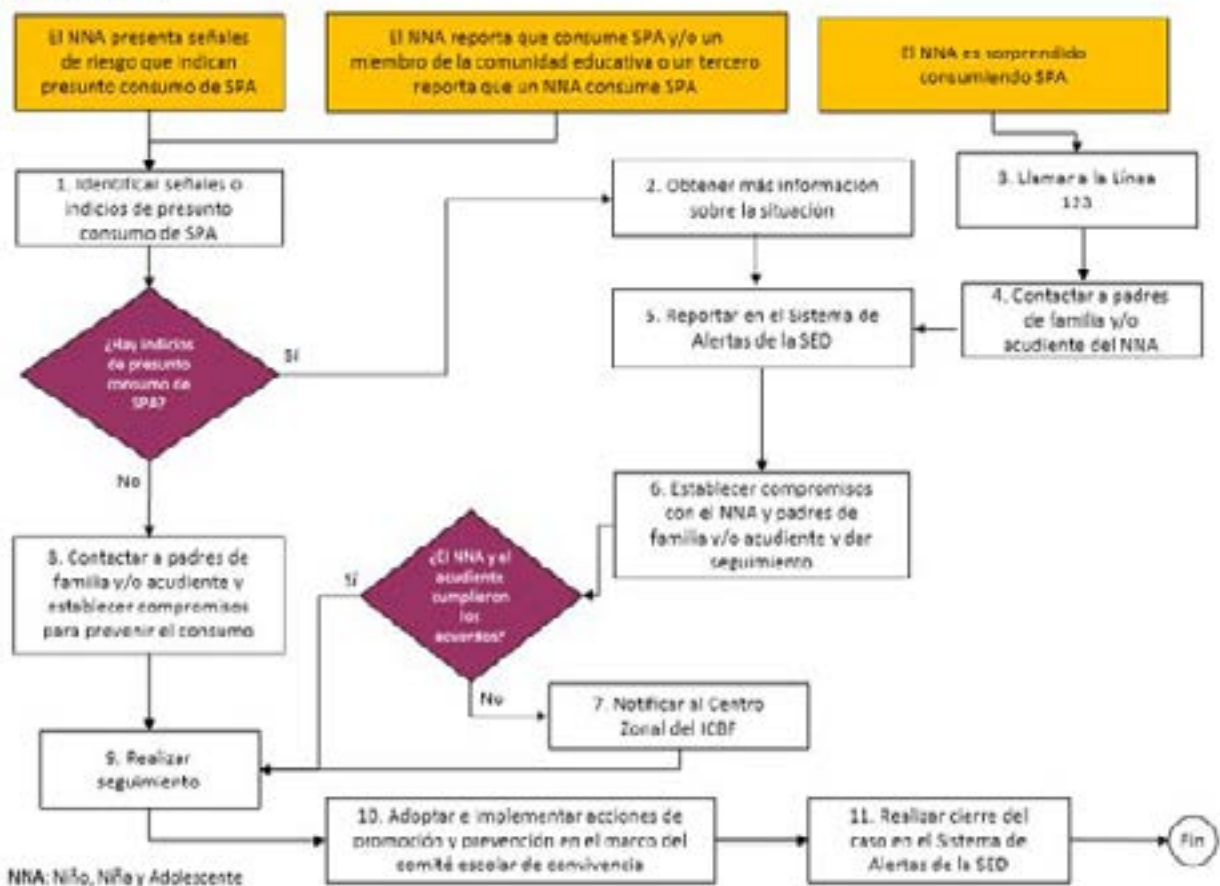 El NNA presenta señales
de riesgo que indican
presunto consumo de SPA
El NNA reporta que consume SPA y/o un
miembro de la comunidad educativa o un tercero
reporta que un NNA consume SPA
El NNA es sorprendido
consumiendo SPA
1. Identificar señales o
indicios de presunto
consumo de SPA
2. Obtener más información
sobre la situación
3. Llamar a la Línea
123
4. Contactar a padres
de familia y/o
acudiente del NNA
5. Reportar en el Sistema de
Alertas de la SED
¿Hay indicios
de presunto
consumo de
SPA?
Sí
No
6. Establecer compromisos
con el NNA y padres de
familia y/o acudiente y dar
seguimiento
8. Contactar a padres de
familia y/o acudiente y
establecer compromisos
para prevenir el consumo
¿El NNA y el
acudiente
cumplieron
los
acuerdos?
Sí
No
7. Notificar al Centro
Zonal del ICBF
9. Realizar
seguimiento
10. Adoptar e implementar acciones de
promoción y prevención en el marco del
comité escolar de convivencia
11. Realizar cierre del
caso en el Sistema de
Alertas de la SED
Fin
NNA: Niño, Niña y Adolescente